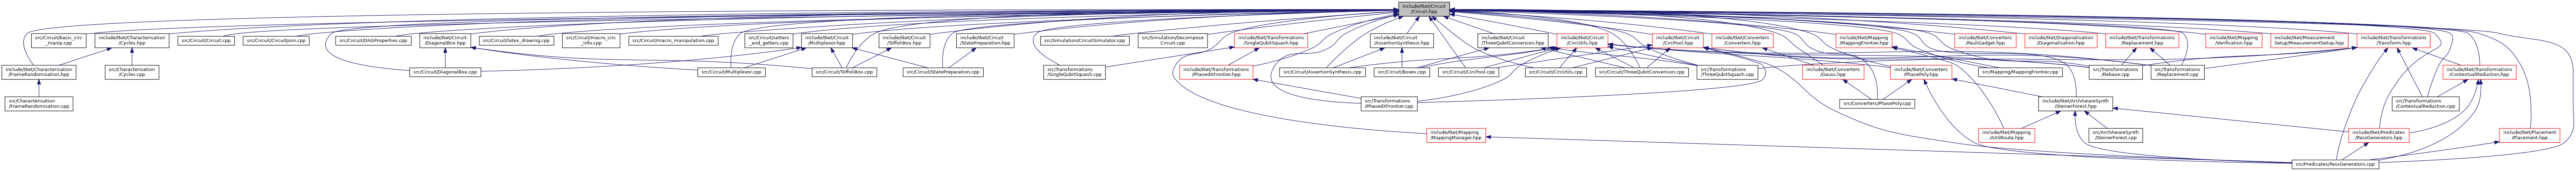 include/tket/Circuit
/Circuit.hpp
src/Circuit/basic_circ
_manip.cpp
include/tket/Characterisation
/Cycles.hpp
src/Circuit/Circuit.cpp
src/Circuit/CircuitJson.cpp
src/Circuit/DAGProperties.cpp
include/tket/Circuit
/DiagonalBox.hpp
src/Circuit/latex_drawing.cpp
src/Circuit/macro_circ
_info.cpp
src/Circuit/macro_manipulation.cpp
src/Circuit/setters
_and_getters.cpp
include/tket/Circuit
/Multiplexor.hpp
include/tket/Circuit
/ToffoliBox.hpp
include/tket/Circuit
/StatePreparation.hpp
src/Simulation/CircuitSimulator.cpp
src/Simulation/Decompose
Circuit.cpp
include/tket/Transformations
/SingleQubitSquash.hpp
include/tket/Circuit
/AssertionSynthesis.hpp
include/tket/Circuit
/ThreeQubitConversion.hpp
include/tket/Circuit
/CircUtils.hpp
include/tket/Circuit
/CircPool.hpp
include/tket/Converters
/Converters.hpp
include/tket/Mapping
/MappingFrontier.hpp
include/tket/Converters
/PauliGadget.hpp
include/tket/Diagonalisation
/Diagonalisation.hpp
include/tket/Transformations
/Replacement.hpp
include/tket/Mapping
/Verification.hpp
include/tket/Measurement
Setup/MeasurementSetup.hpp
include/tket/Transformations
/Transform.hpp
include/tket/Characterisation
/FrameRandomisation.hpp
src/Characterisation
/Cycles.cpp
src/Circuit/DiagonalBox.cpp
src/Circuit/Multiplexor.cpp
src/Circuit/ToffoliBox.cpp
src/Circuit/StatePreparation.cpp
src/Transformations
/SingleQubitSquash.cpp
include/tket/Transformations
/PhasedXFrontier.hpp
src/Circuit/AssertionSynthesis.cpp
src/Circuit/Boxes.cpp
src/Circuit/CircPool.cpp
src/Circuit/CircUtils.cpp
src/Circuit/ThreeQubitConversion.cpp
src/Transformations
/ThreeQubitSquash.cpp
include/tket/Converters
/Gauss.hpp
include/tket/Converters
/PhasePoly.hpp
src/Mapping/MappingFrontier.cpp
src/Transformations
/Rebase.cpp
src/Transformations
/Replacement.cpp
include/tket/Transformations
/ContextualReduction.hpp
src/Characterisation
/FrameRandomisation.cpp
src/Transformations
/PhasedXFrontier.cpp
src/Converters/PhasePoly.cpp
include/tket/ArchAwareSynth
/SteinerForest.hpp
src/Transformations
/ContextualReduction.cpp
include/tket/Mapping
/MappingManager.hpp
include/tket/Mapping
/AASRoute.hpp
src/ArchAwareSynth
/SteinerForest.cpp
include/tket/Predicates
/PassGenerators.hpp
include/tket/Placement
/Placement.hpp
src/Predicates/PassGenerators.cpp